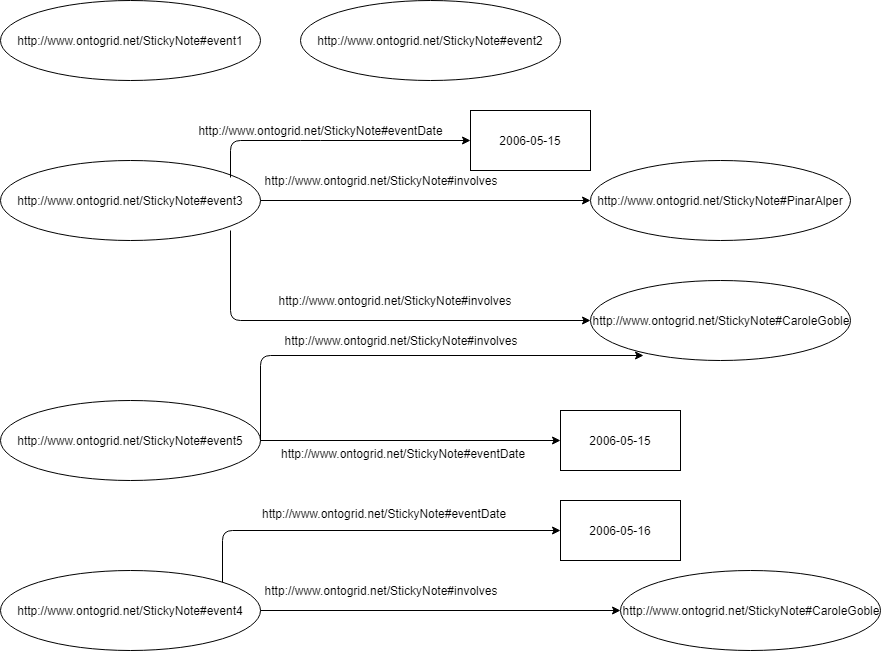 http://www.ontogrid.net/StickyNote#event1
http://www.ontogrid.net/StickyNote#event2
http://www.ontogrid.net/StickyNote#eventDate
2006-05-15
http://www.ontogrid.net/StickyNote#involves
http://www.ontogrid.net/StickyNote#event3
http://www.ontogrid.net/StickyNote#PinarAlper
http://www.ontogrid.net/StickyNote#involves
http://www.ontogrid.net/StickyNote#CaroleGoble
http://www.ontogrid.net/StickyNote#involves
http://www.ontogrid.net/StickyNote#event5
2006-05-15
http://www.ontogrid.net/StickyNote#eventDate
http://www.ontogrid.net/StickyNote#eventDate
2006-05-16
http://www.ontogrid.net/StickyNote#involves
http://www.ontogrid.net/StickyNote#event4
http://www.ontogrid.net/StickyNote#CaroleGoble